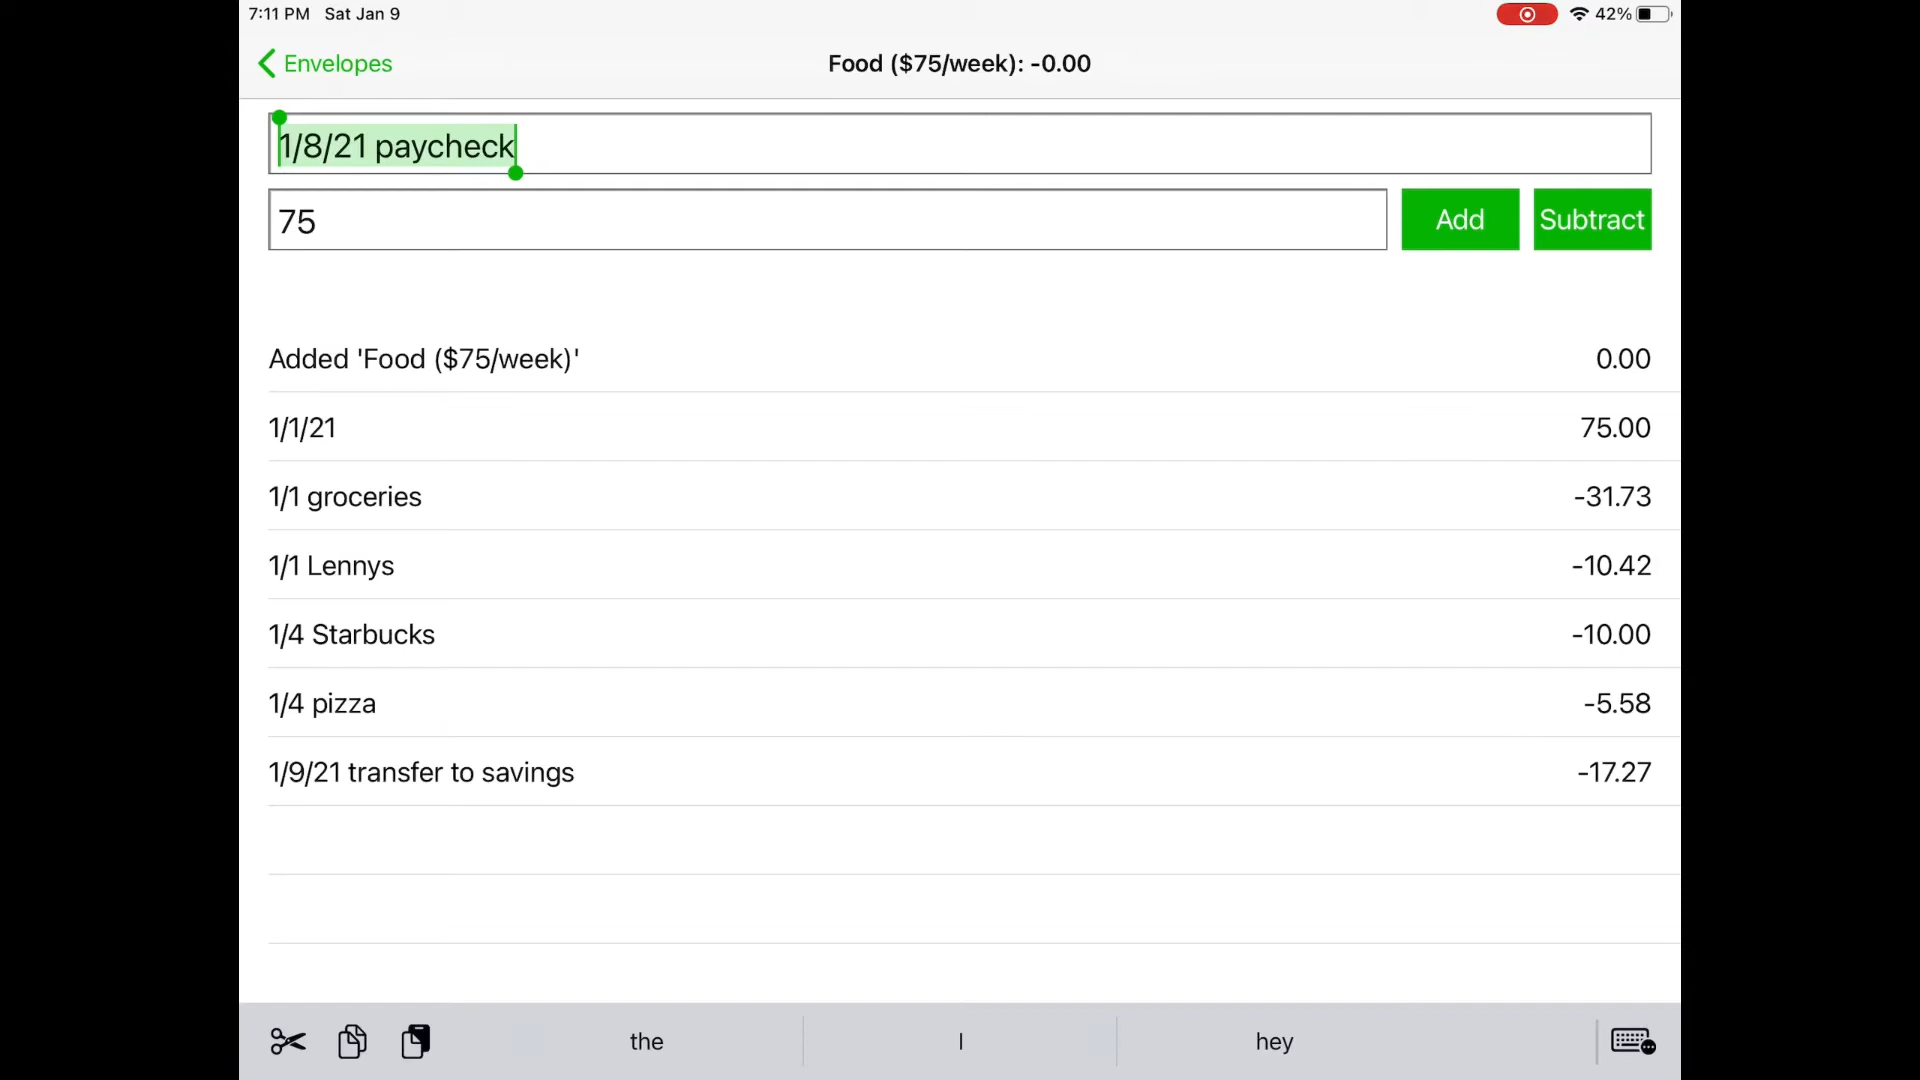 7:11 PM Sat Jan 9
42%
Envelopes
Food ($75/week): -0.00
1/8/21 paycheck
75
Add
Subtract
Added 'Food ($75/week)' 0.00
1/1/21 75.00
1/1 groceries -31.73
1/1 Lennys -10.42
1/4 Starbucks -10.00
1/4 pizza -5.58
1/9/21 transfer to savings -17.27
the I hey